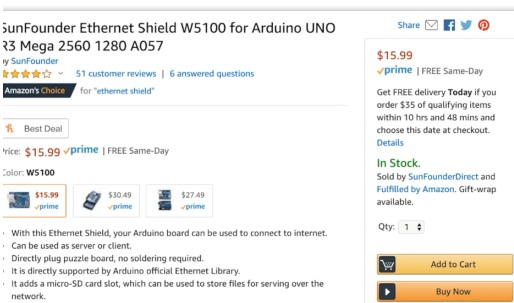 SunFounder Ethernet Shield W5100 for Arduino UNO
R3 Mega 2560 1280 A057
by SunFounder
51 customer reviews | 6 answered questions
Amazon's Choice for "ethernet shield"
Best Deal
Price: $15.99 prime | FREE Same-Day
Color: W5100
$15.99
prime
$30.49
prime
$27.49
prime
With this Ethernet Shield, your Arduino board can be used to connect to internet.
Can be used as server or client.
Directly plug puzzle board, no soldering required.
It is directly supported by Arduino official Ethernet Library.
It adds a micro-SD card slot, which can be used to store files for serving over the
network.
Share
$15.99
prime | FREE Same-Day
Get FREE delivery Today if you
order $35 of qualifying items
within 10 hrs and 48 mins and
choose this date at checkout.
Details
In Stock.
Sold by SunFounderDirect and
Fulfilled by Amazon. Gift-wrap
available.
Qty: 1
Add to Cart
Buy Now